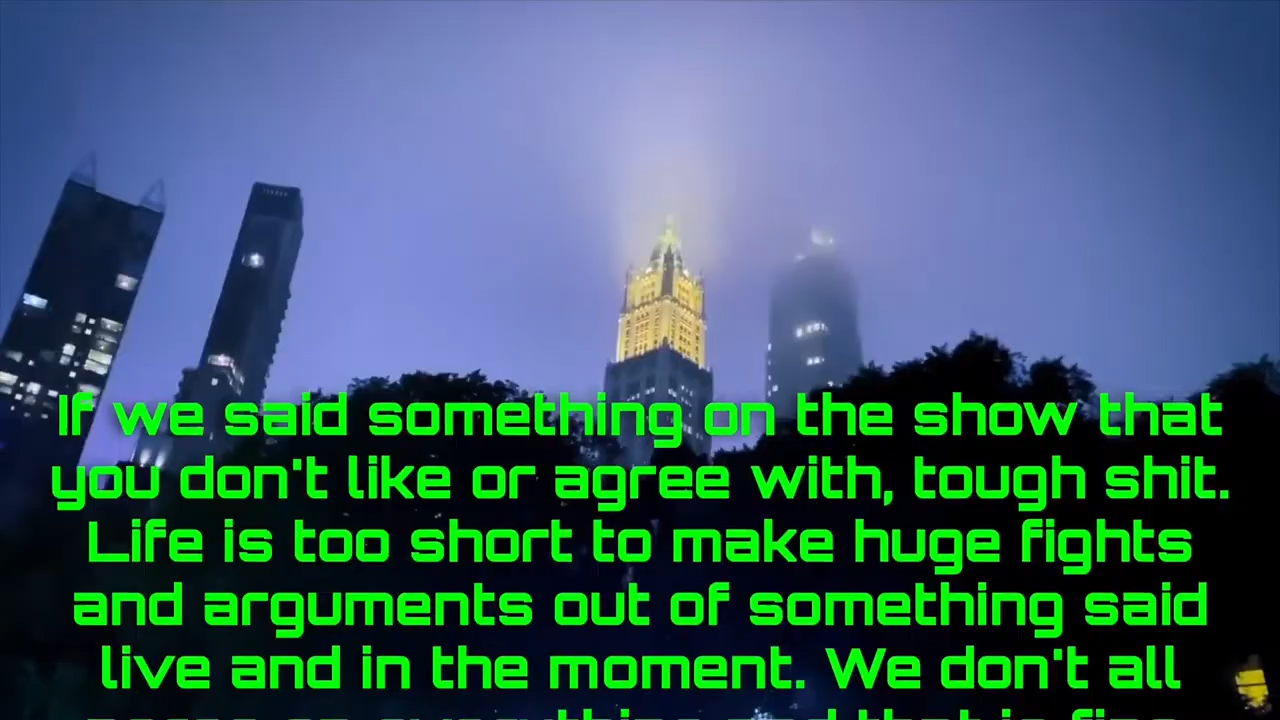 If we said something on the show that
you don't like or agree with, tough shit.
Life is too short to make huge fights
and arguments out of something said
live and in the moment. We don't all